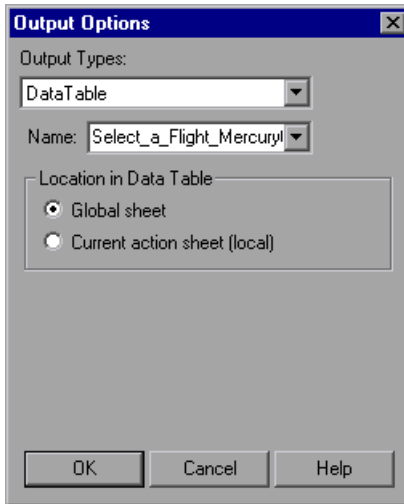 Output Options
Output Types:
DataTable
Name: Select_a_Flight_Mercury
Location in Data Table
Global sheet
Current action sheet (local)
OK Cancel Help